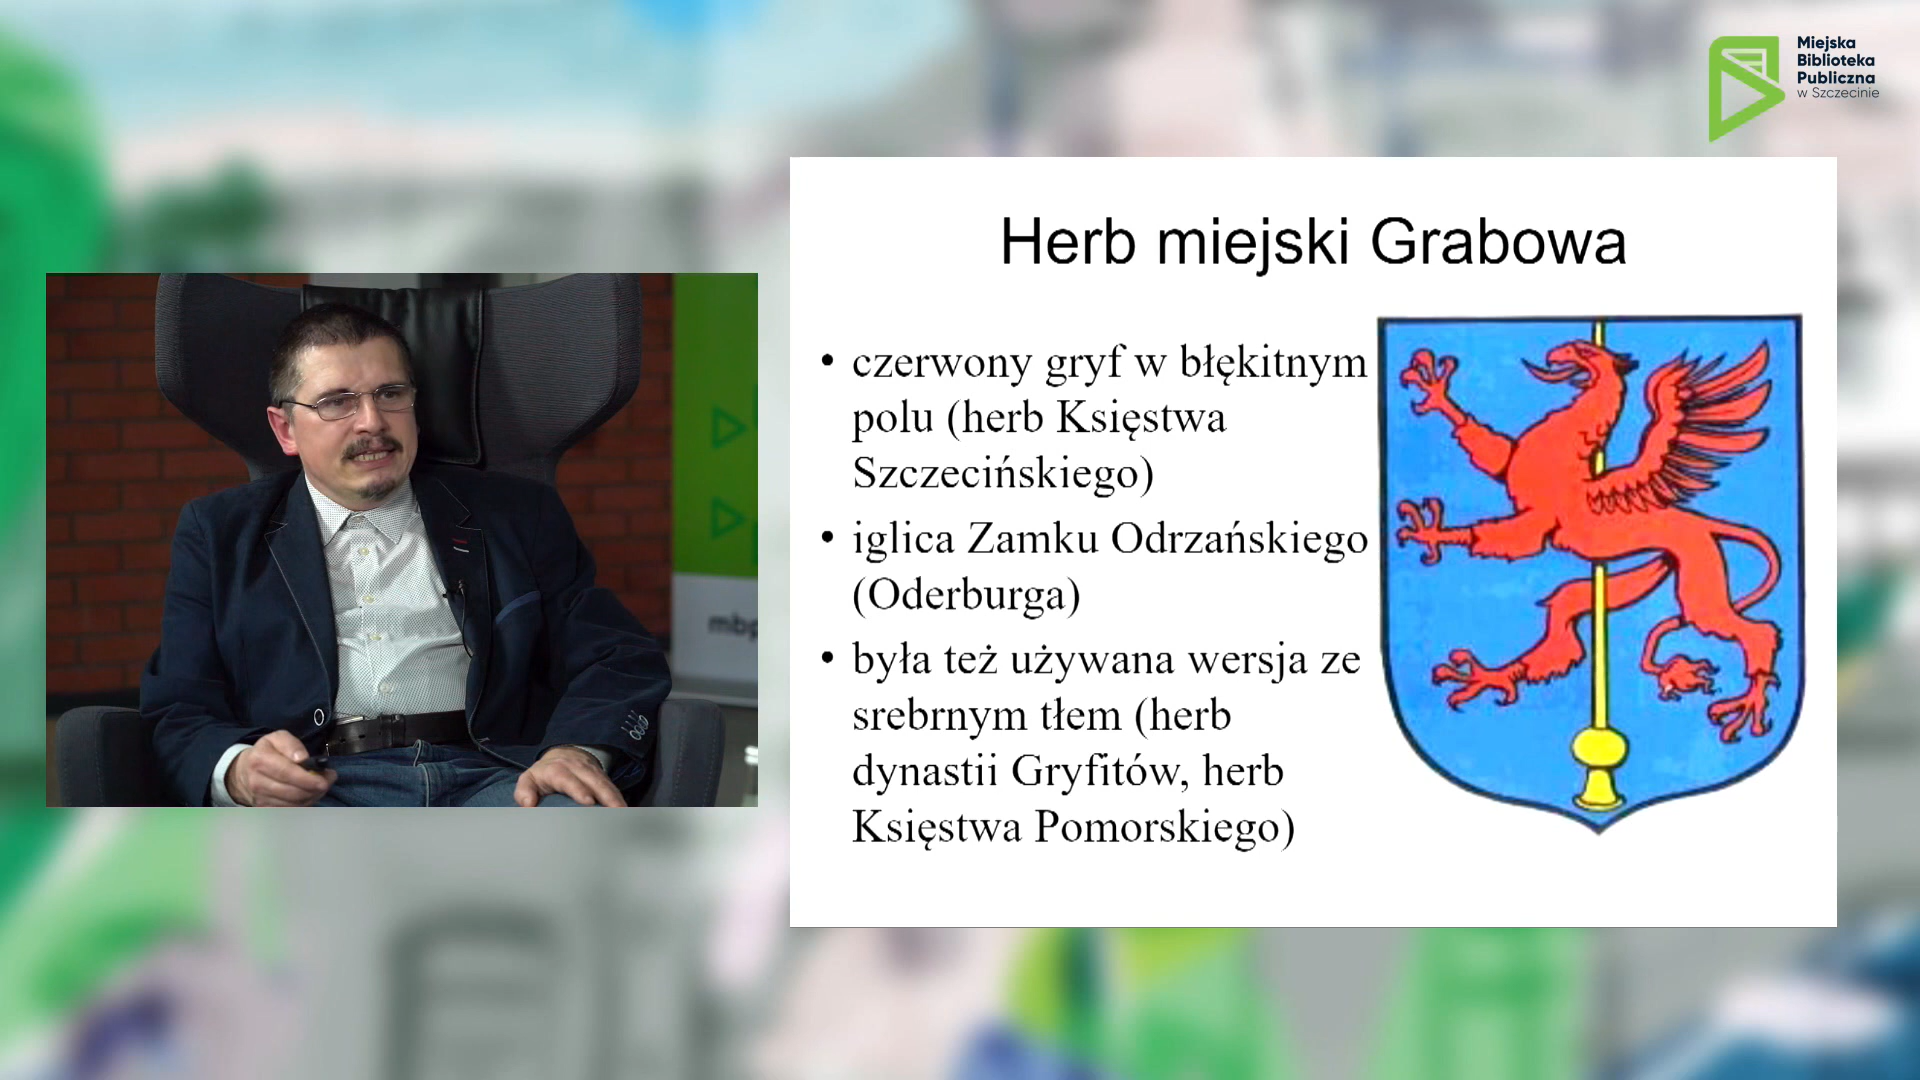 Miejska
Biblioteka
Publiczna
w Szczecinie
Herb miejski Grabowa
• czerwony gryf w błękitnym
polu (herb Księstwa
Szczecińskiego)
• iglica Zamku Odrzańskiego
(Oderburga)
• była też używana wersja ze
srebrnym tłem (herb
dynastii Gryfitów, herb
Księstwa Pomorskiego)
mbp